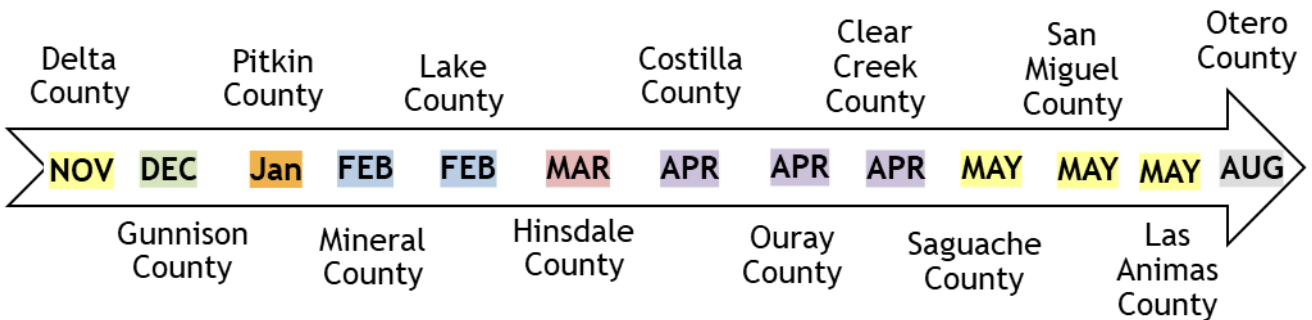 Delta
County
Pitkin
County
Lake
County
Costilla
County
Clear
Creek
County
San
Miguel
County
Otero
County
NOV DEC Jan FEB FEB MAR APR APR APR MAY MAY MAY AUG
Gunnison
County
Mineral
County
Hinsdale
County
Ouray
County
Saguache
County
Las
Animas
County